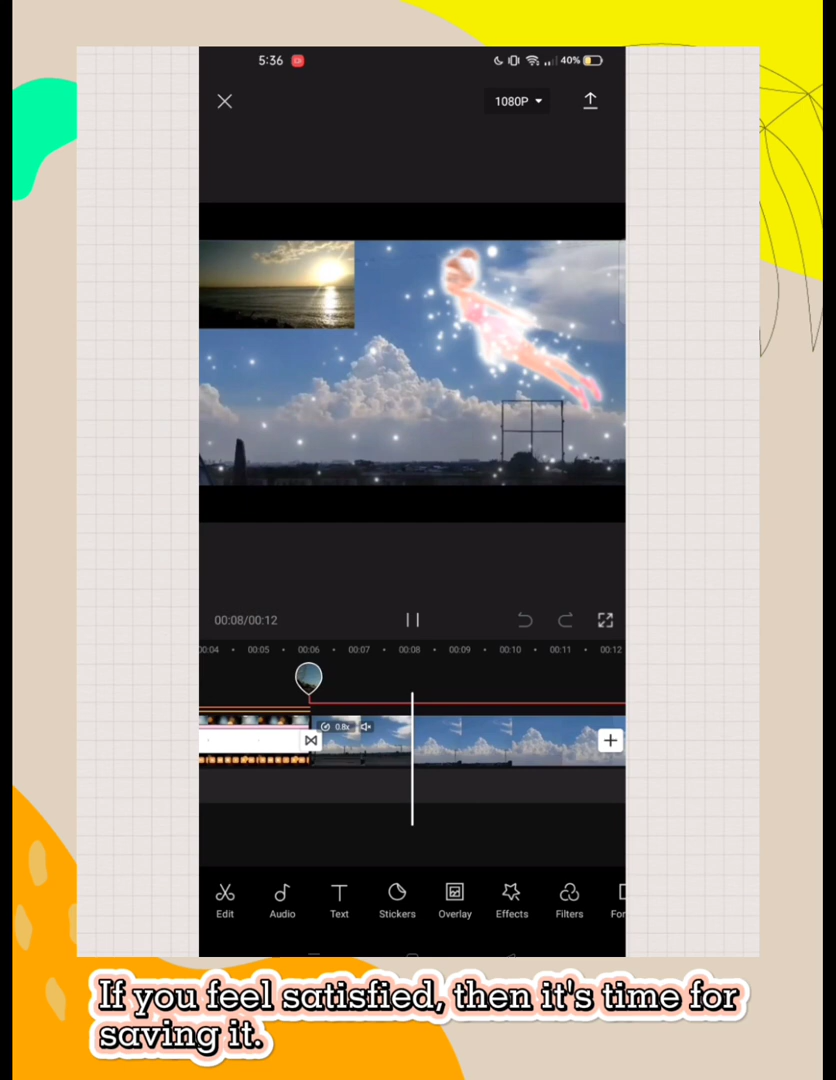 5:36
40%
1080P
00:08/00:12
0:04 00:05 00:06 00:07 00:08 00:09 00:10 00:11 00:12
0.8x
Edit Audio Text Stickers Overlay Effects Filters For
If you feel satisfied, then it's time for
saving it.